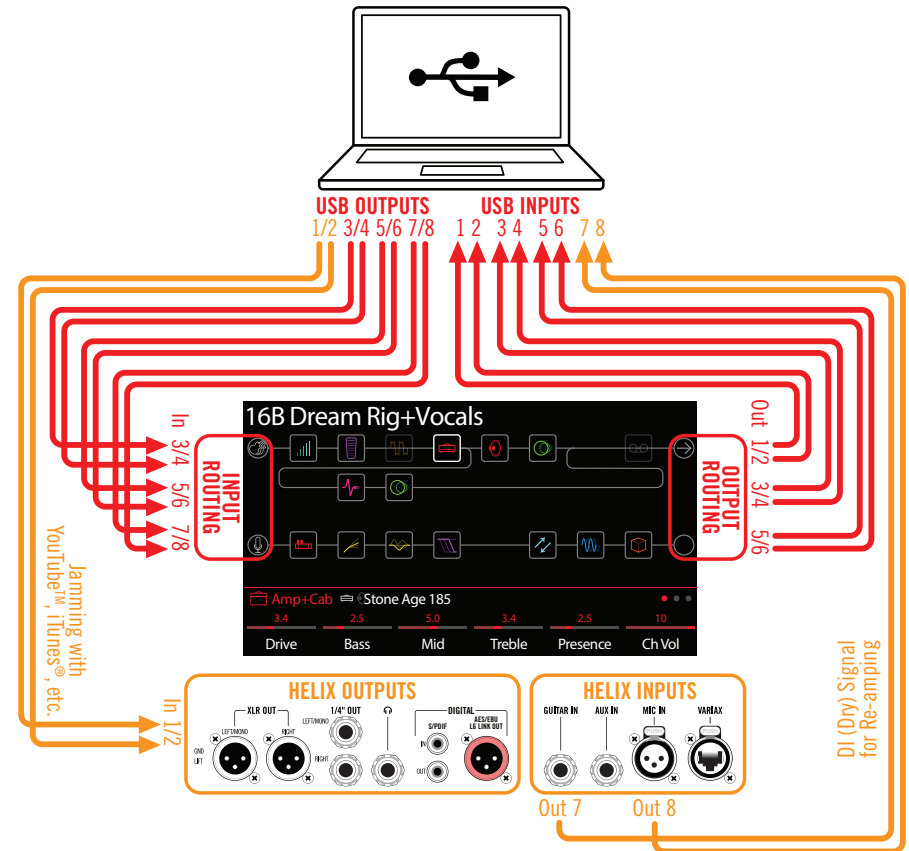 USB OUTPUTS
1/2 3/4 5/6 7/8
USB INPUTS
1 2 3 4 5 6 7 8
In 3/4 5/6 7/8
INPUT
ROUTING
16B Dream Rig+Vocals
Amp+Cab Stone Age 185
3.4 2.5 5.0 3.4 2.5 10
Drive Bass Mid Treble Presence Ch Vol
Out 1/2 3/4 5/6
OUTPUT
ROUTING
Jamming with
YouTube™, iTunes®, etc.
In 1/2
DI (Dry) Signal
for Re-amping
HELIX OUTPUTS
XLR OUT
LEFT/MONO
RIGHT
GND
LIFT
1/4" OUT
LEFT/MONO
RIGHT
DIGITAL
S/PDIF
IN
OUT
AES/EBU
L6 LINK OUT
HELIX INPUTS
GUITAR IN
AUX IN
MIC IN
PUSH
VARIAX
PUSH
Out 7
Out 8